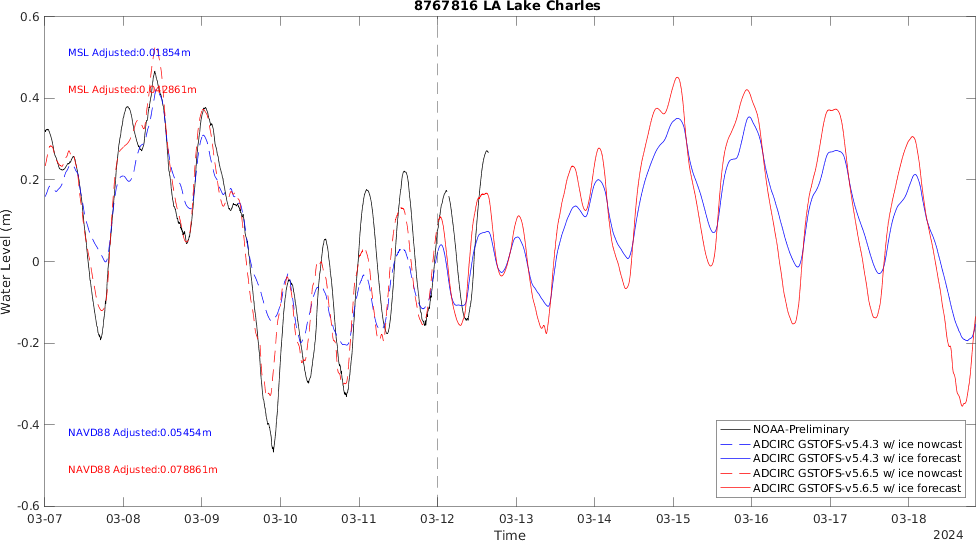 8767816 LA Lake Charles
0.6
0.4
0.2
0
-0.2
-0.4
-0.6
Water Level (m)
MSL Adjusted:0.01854m
MSL Adjusted:0.042861m
NAVD88 Adjusted:0.05454m
NAVD88 Adjusted:0.078861m
NOAA-Preliminary
ADCIRC GSTOFS-v5.4.3 w/ ice nowcast
ADCIRC GSTOFS-v5.4.3 w/ ice forecast
ADCIRC GSTOFS-v5.6.5 w/ ice nowcast
ADCIRC GSTOFS-v5.6.5 w/ ice forecast
03-07 03-08 03-09 03-10 03-11 03-12 03-13 03-14 03-15 03-16 03-17 03-18
Time
2024